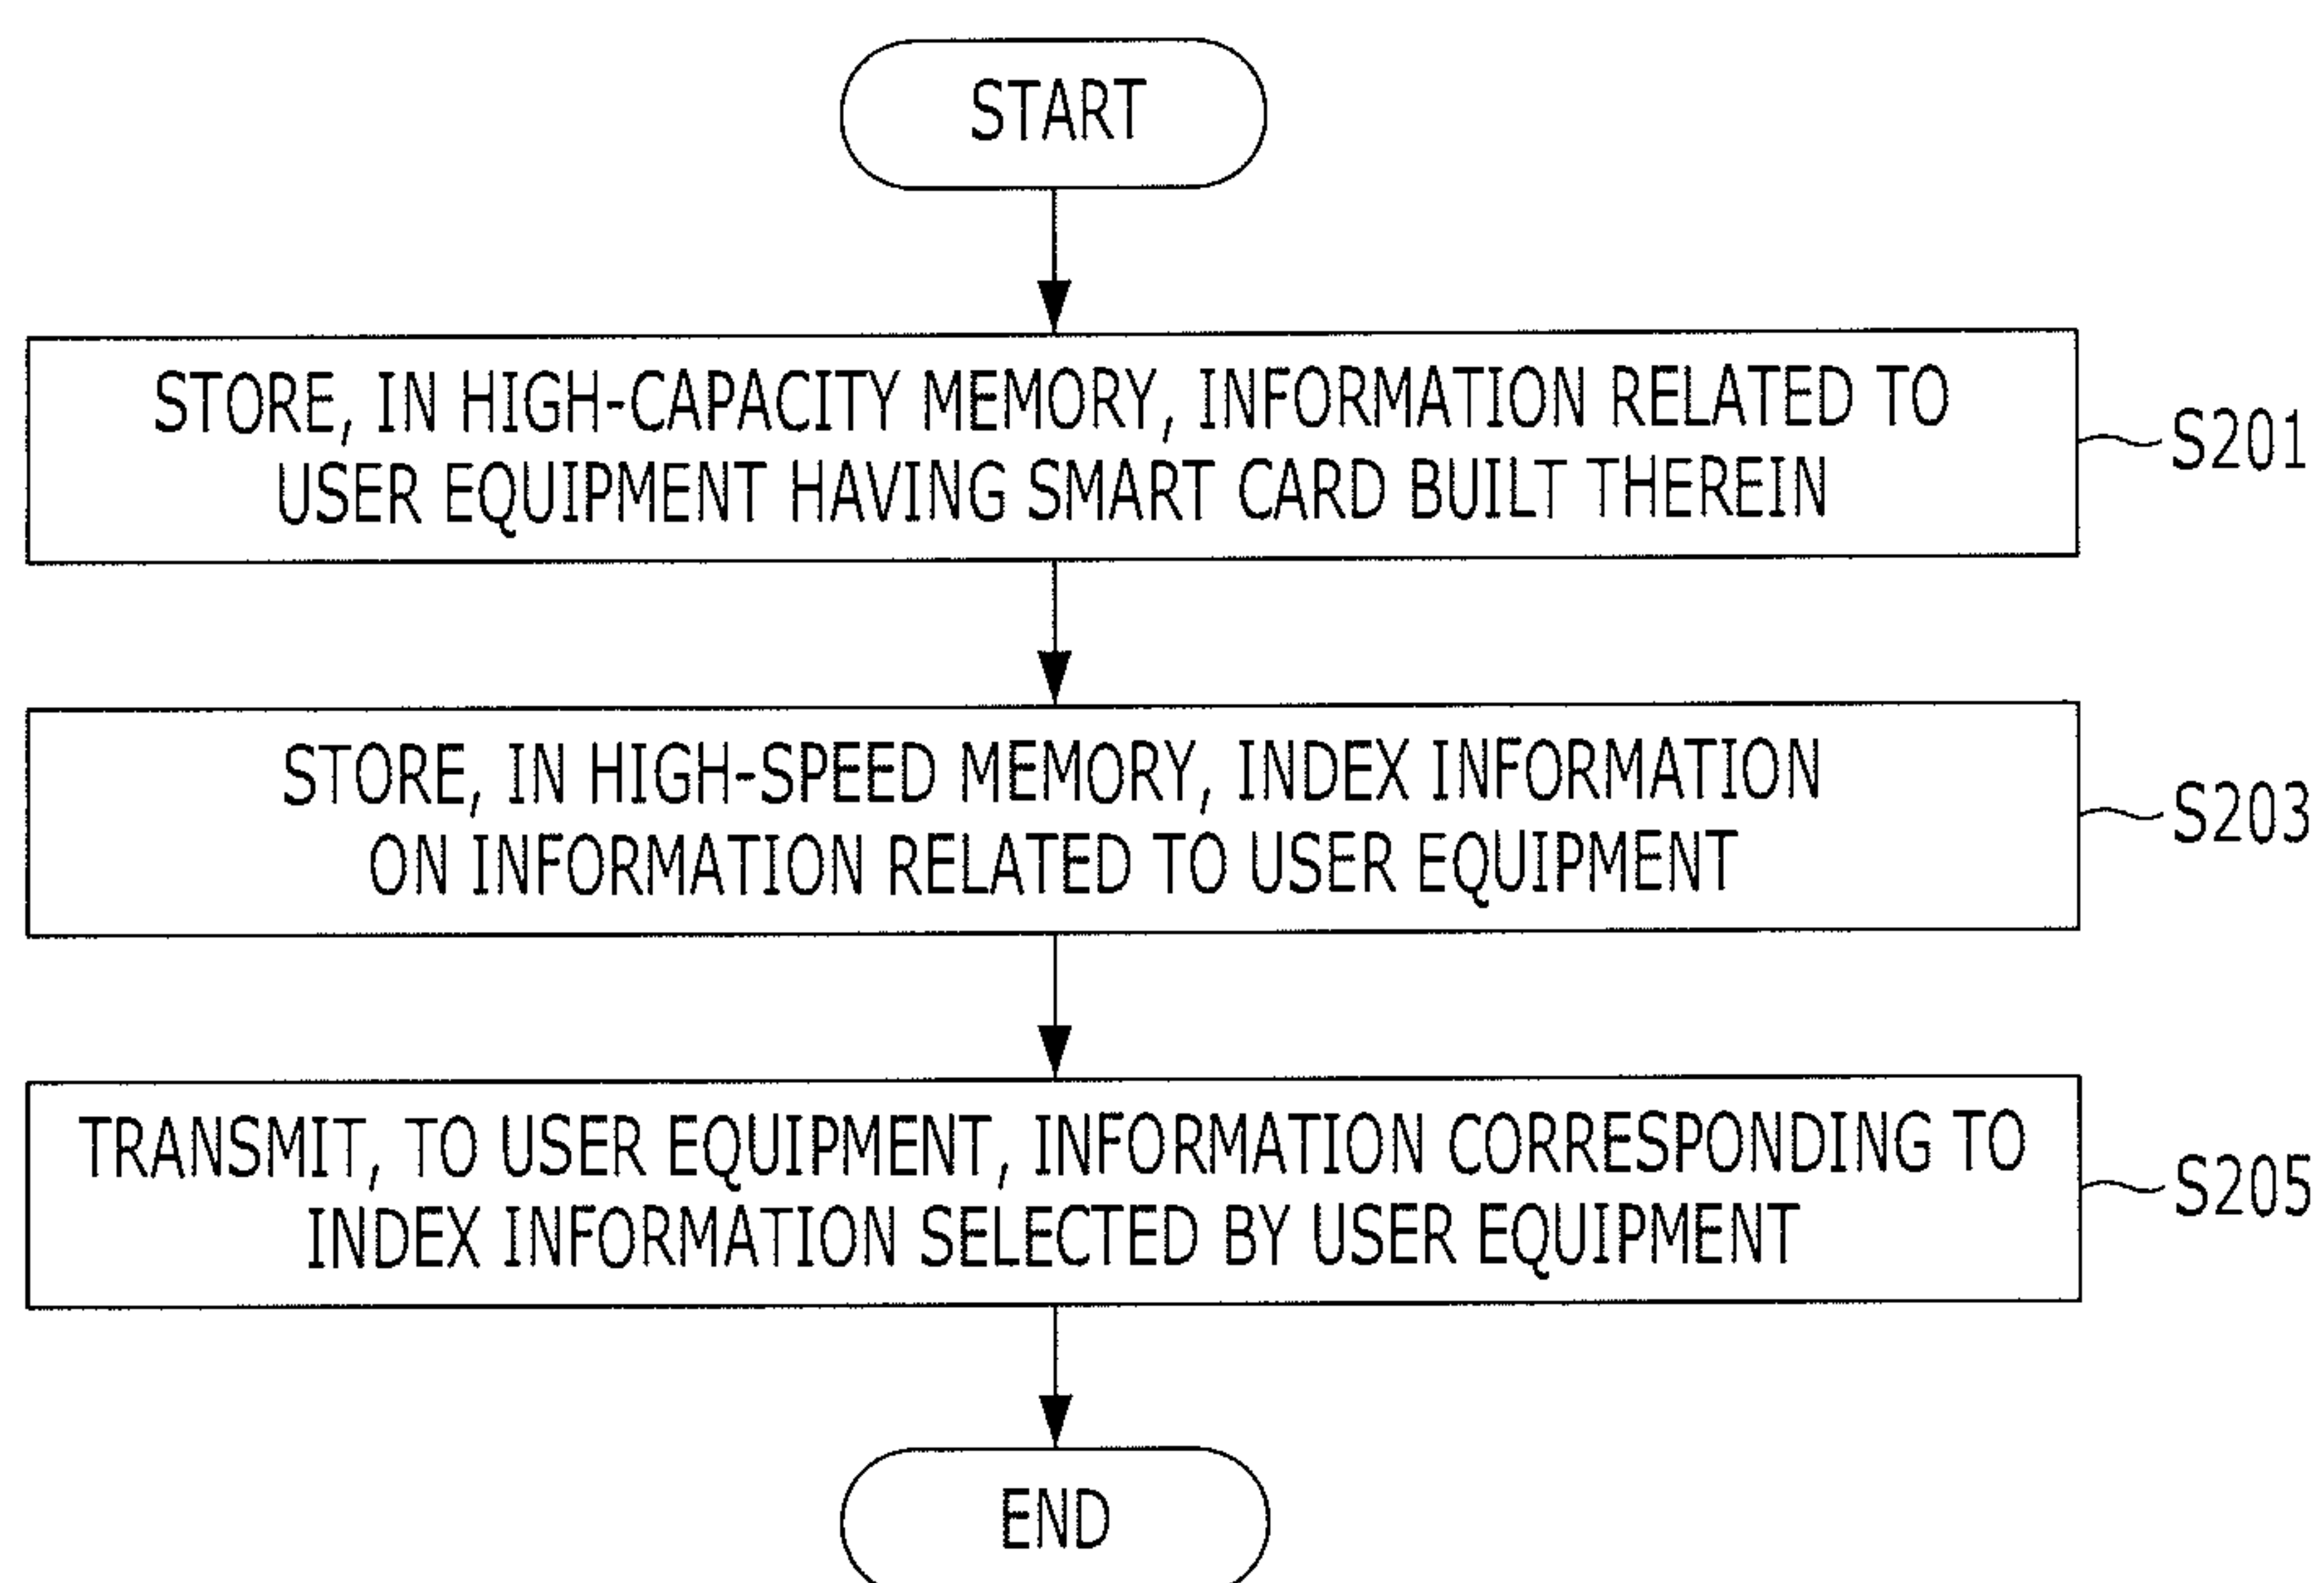 START
STORE, IN HIGH-CAPACITY MEMORY, INFORMATION RELATED TO
USER EQUIPMENT HAVING SMART CARD BUILT THEREIN
S201
STORE, IN HIGH-SPEED MEMORY, INDEX INFORMATION
ON INFORMATION RELATED TO USER EQUIPMENT
S203
TRANSMIT, TO USER EQUIPMENT, INFORMATION CORRESPONDING TO
INDEX INFORMATION SELECTED BY USER EQUIPMENT
S205
END